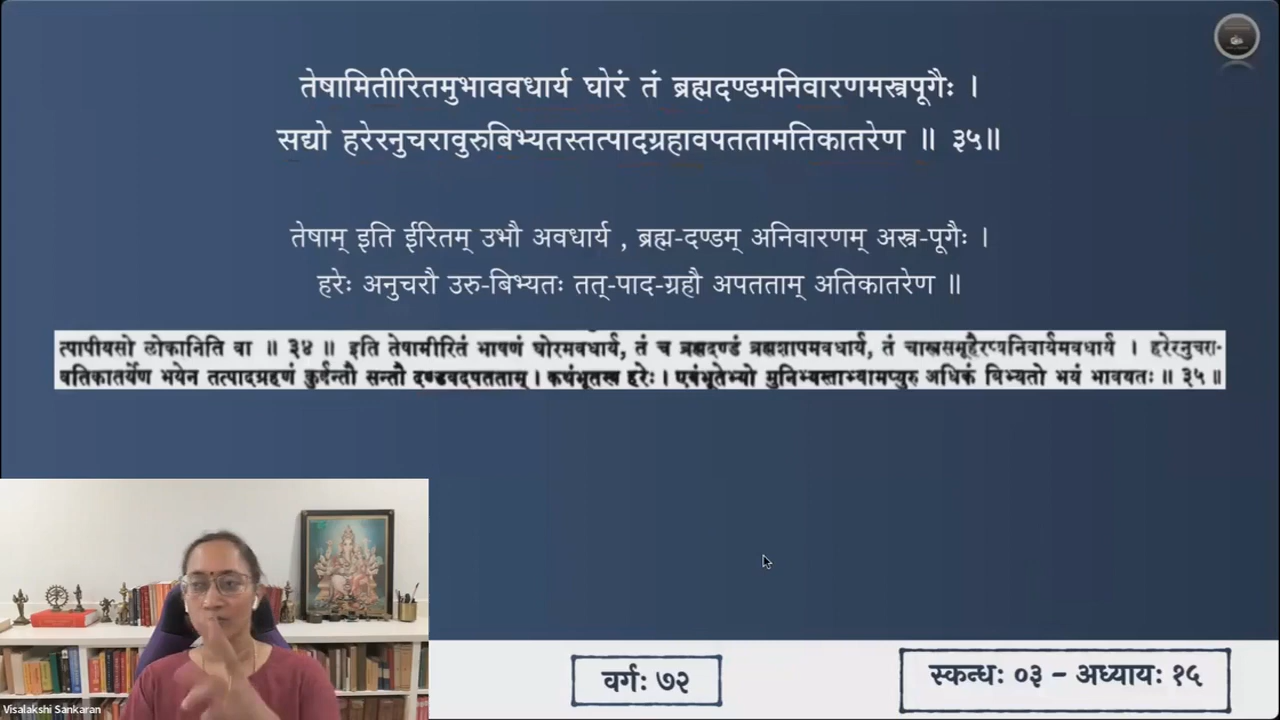 तेषामितीरितमुभाववधार्य घोरं तं ब्रह्मदण्डमनिवारणमस्त्रपूगैः ।
सद्यो हरेरनुचरावुरुबिभ्यतस्तत्पादग्रहावपततामतिकातरेण ॥ ३५॥
तेषाम् इति ईरितम् उभौ अवधार्य , ब्रह्म-दण्डम् अनिवारणम् अस्त्र-पूगैः ।
हरेः अनुचरौ उरु-बिभ्यतः तत्-पाद-ग्रहौ अपतताम् अतिकातरेण ॥
त्पापीयसो लोकानिति वा ॥ ३४ ॥ इति तेषामीरितं भाषणं घोरमवधार्य, तं च ब्रह्मदण्डं ब्रह्मशापमवधार्य, तं चास्त्रसमूहैरप्यनिवार्यमवधार्य । हरेरनुचरा-
वतिकातर्येण भयेन तत्पादग्रहणं कुर्वन्तौ सन्तौ दण्डवदपतताम् । कथंभूतस्य हरेः । एवंभूतेभ्यो मुनिभ्यस्ताभ्यामप्युरु अधिकं बिभ्यतो भयं भावयतः ॥ ३५ ॥
वर्गः ७२
स्कन्धः ०३ – अध्यायः १५
Visalakshi Sankaran